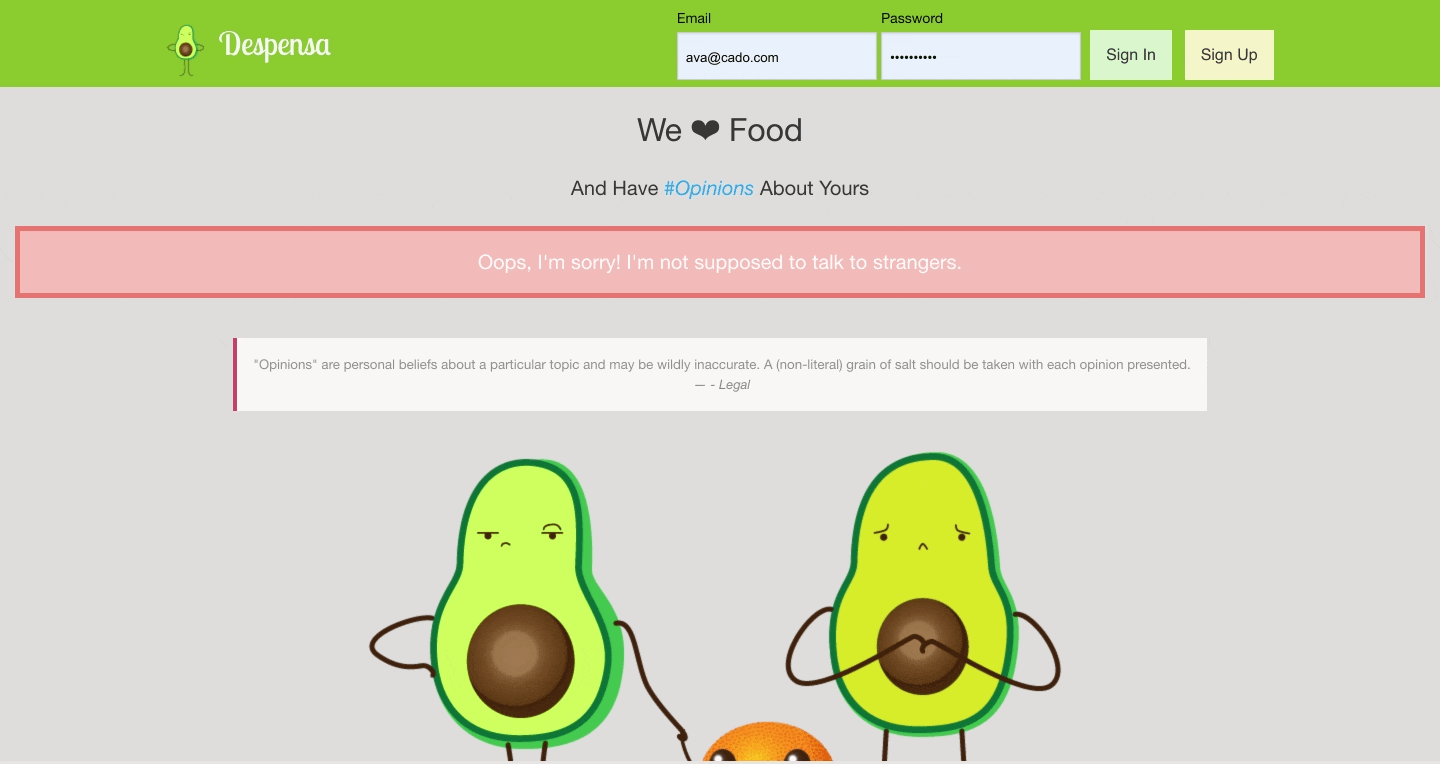 Despensa
Email
Password
ava@cado.com
••••••••••
Sign In
Sign Up
We ❤ Food
And Have #Opinions About Yours
Oops, I'm sorry! I'm not supposed to talk to strangers.
"Opinions" are personal beliefs about a particular topic and may be wildly inaccurate. A (non-literal) grain of salt should be taken with each opinion presented.
— - Legal